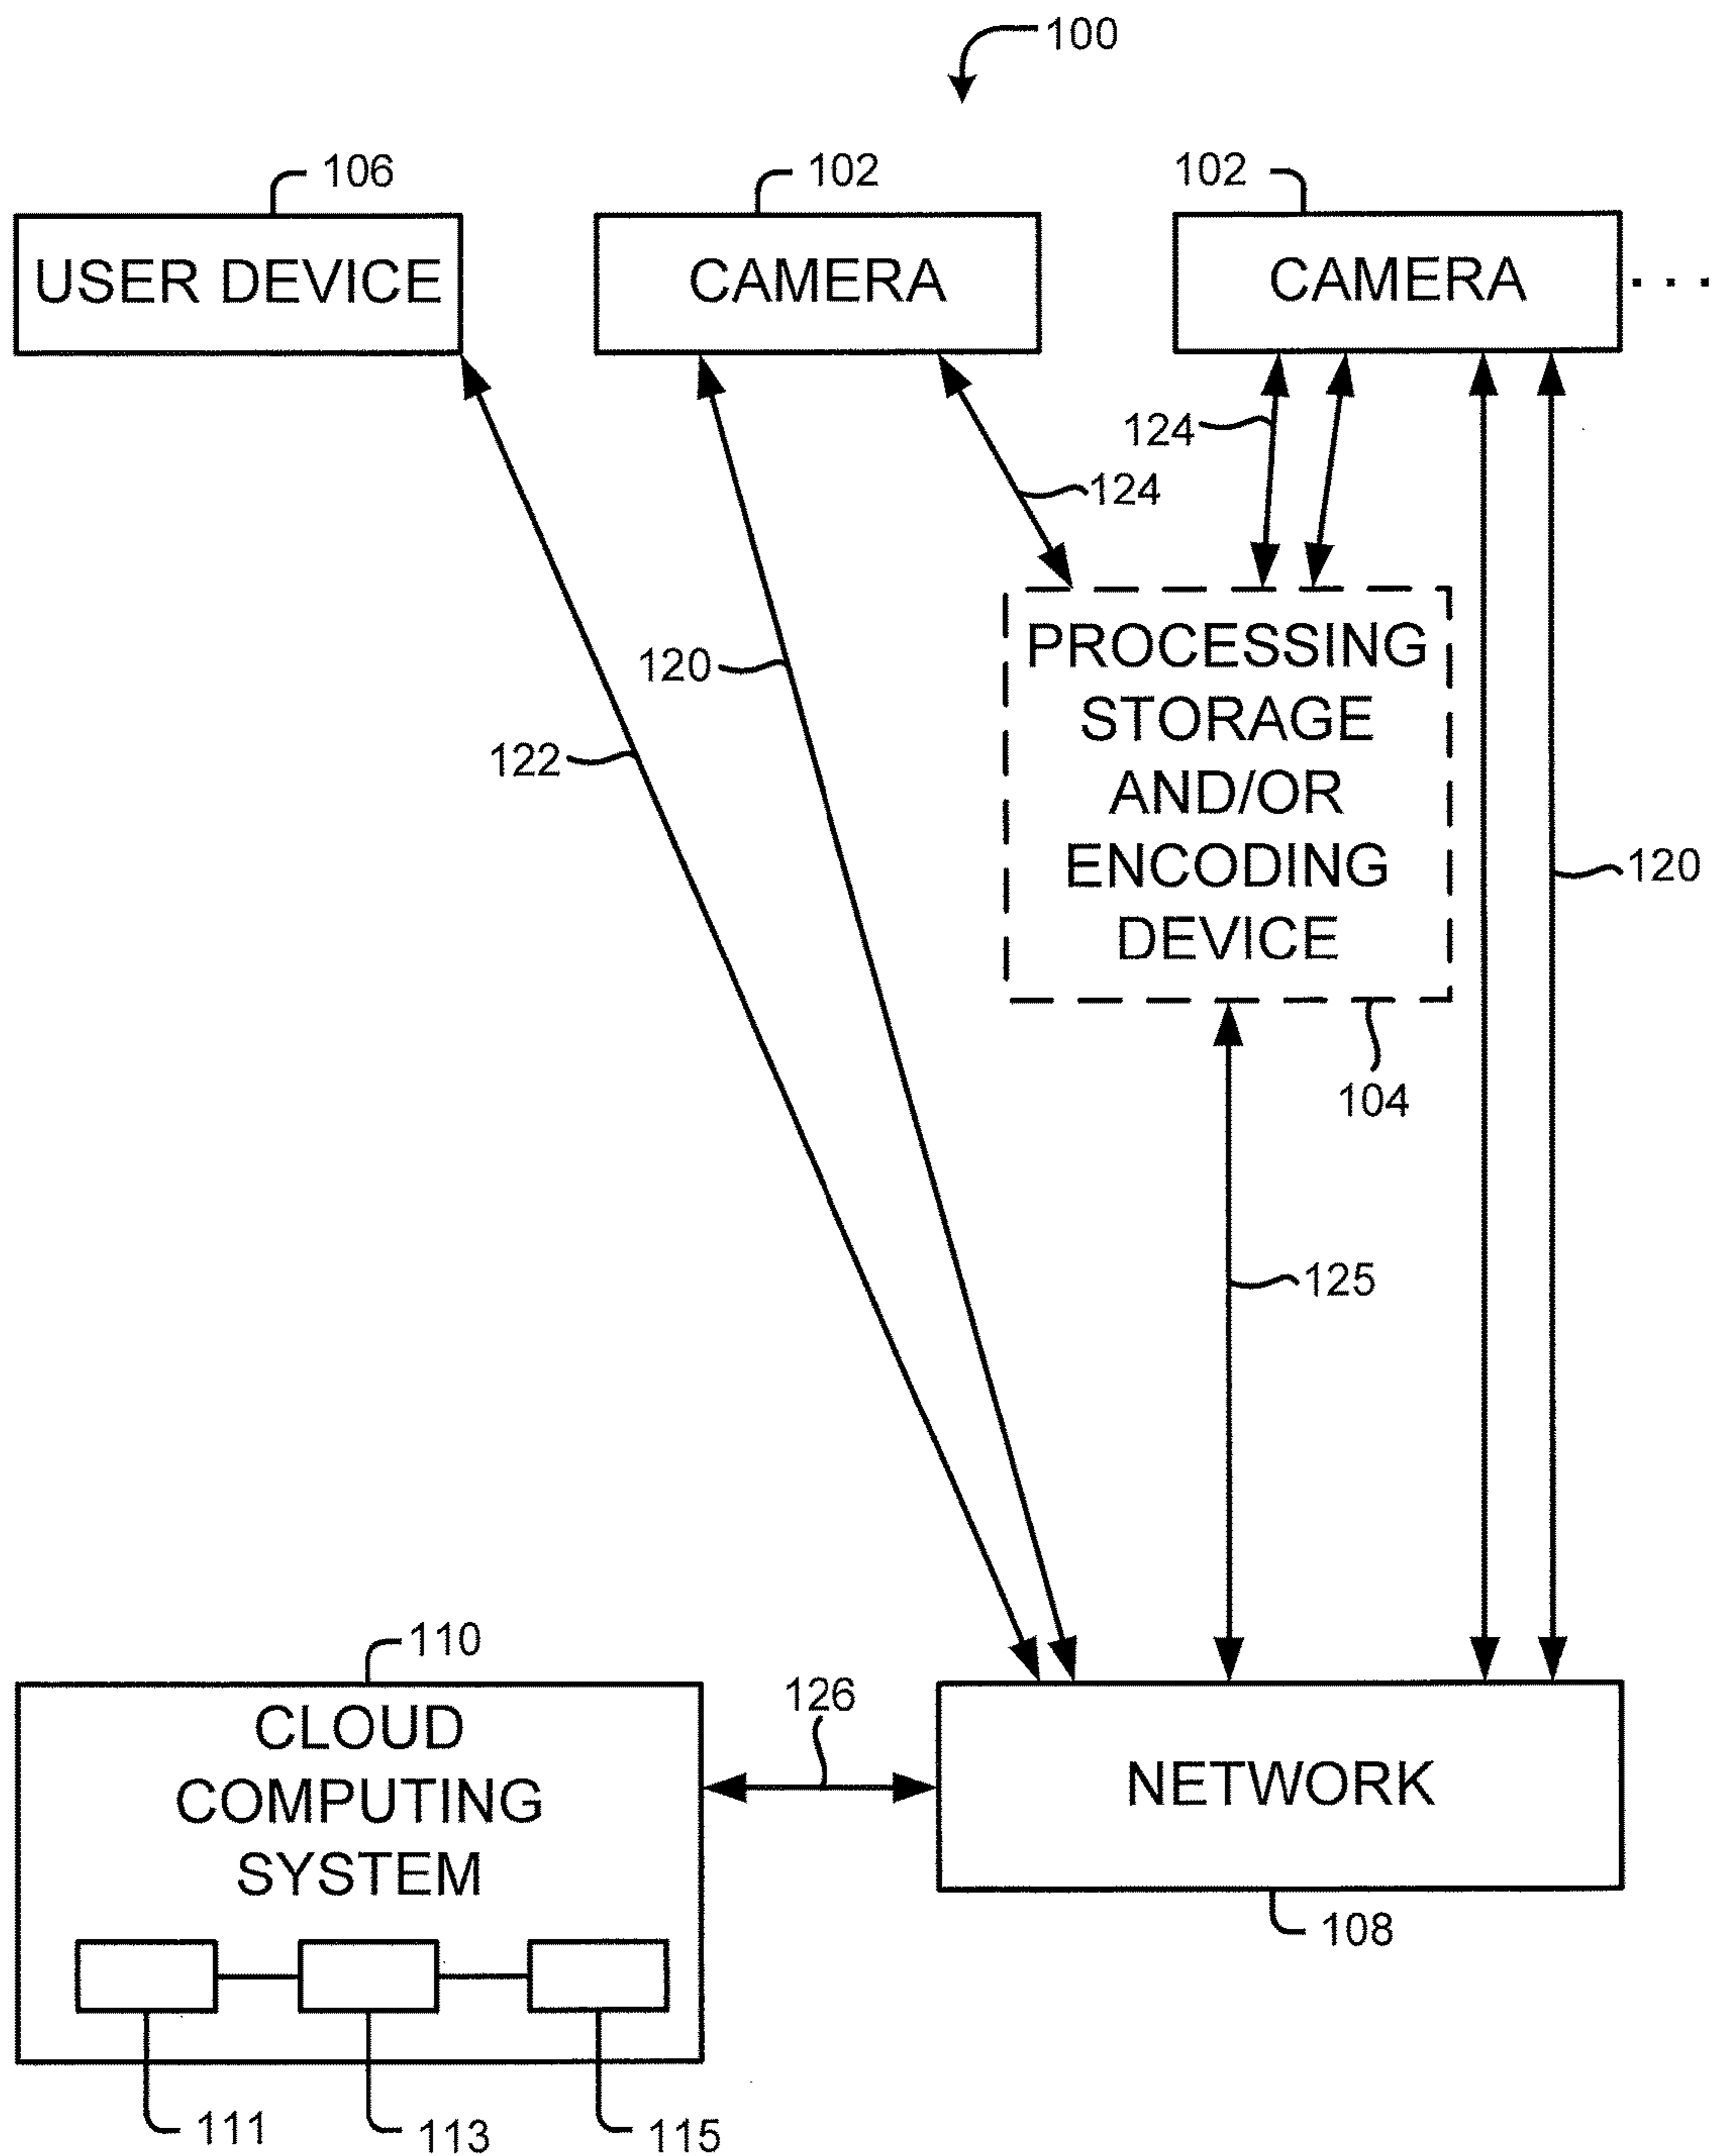 100
106
102
102
USER DEVICE
CAMERA
CAMERA
. . .
124
124
PROCESSING
STORAGE
AND/OR
ENCODING
DEVICE
120
122
120
104
125
110
CLOUD
COMPUTING
SYSTEM
126
NETWORK
108
111
113
115